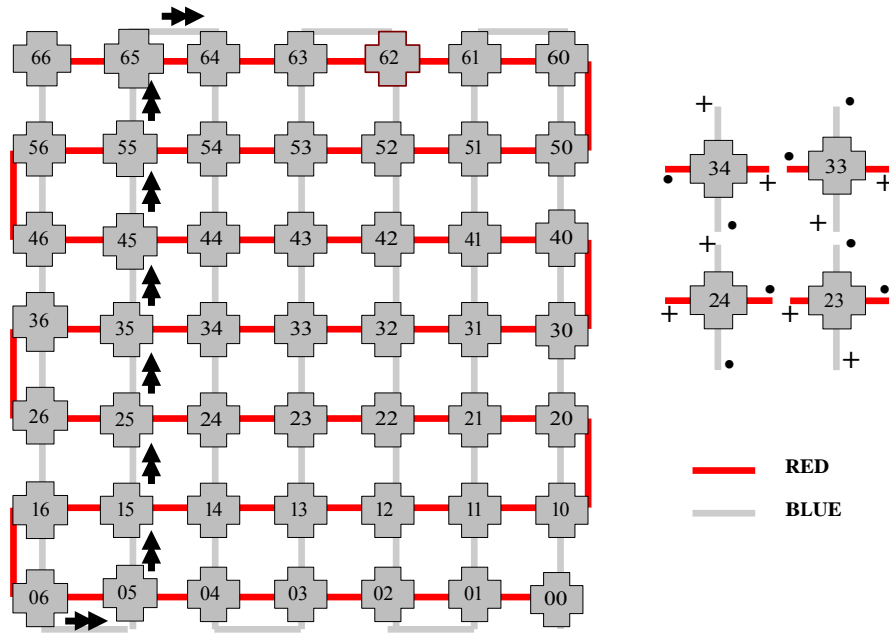 66 65 64 63 62 61 60
56 55 54 53 52 51 50
46 45 44 43 42 41 40
36 35 34 33 32 31 30
26 25 24 23 22 21 20
16 15 14 13 12 11 10
06 05 04 03 02 01 00
+
34 33
+ +
+ +
24 23
+ +
+
RED
BLUE